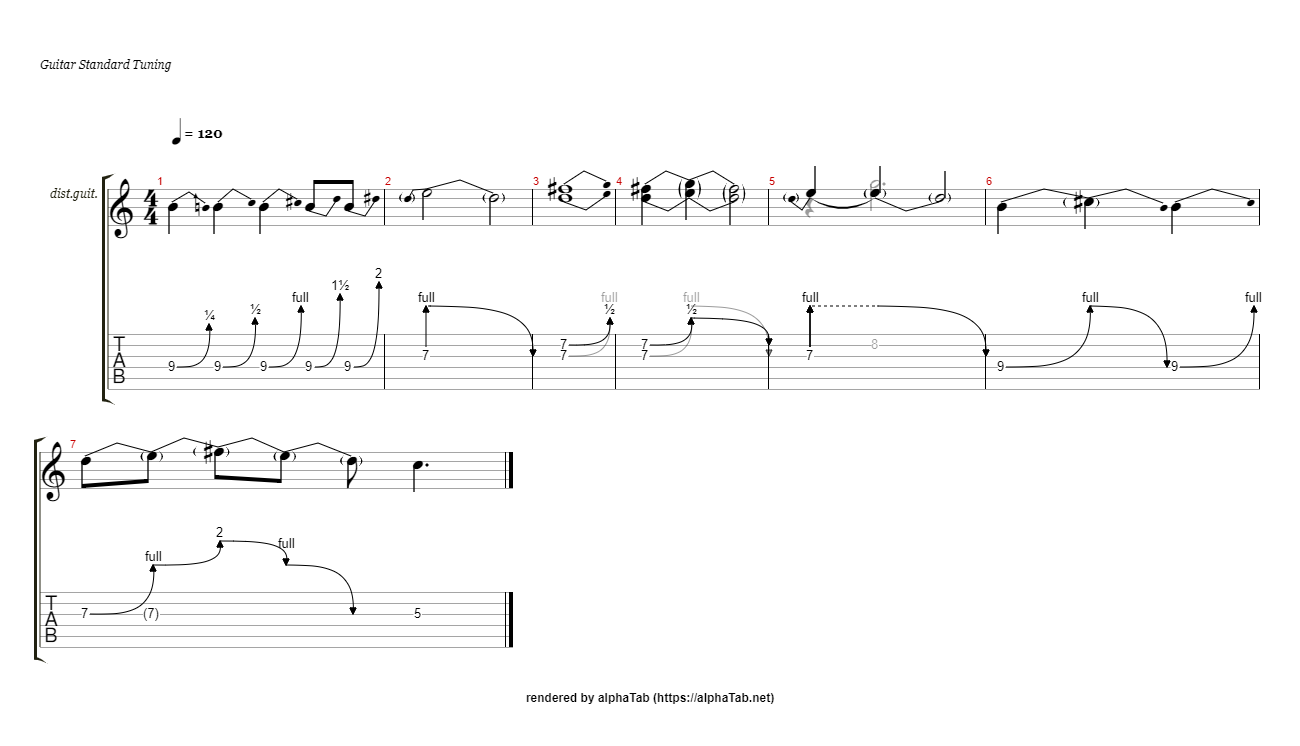 Guitar Standard Tuning
= 120
dist.guit.
1 2 3 4 5 6
4
4
2
1½
full full full full full full full
¼ ½ ½ ½
T
A
B
9 9 9 9 9 7 7 7 7 7 7 8 9 9
7
2
full full
T
A
B
7 (7) 5
rendered by alphaTab (https://alphaTab.net)